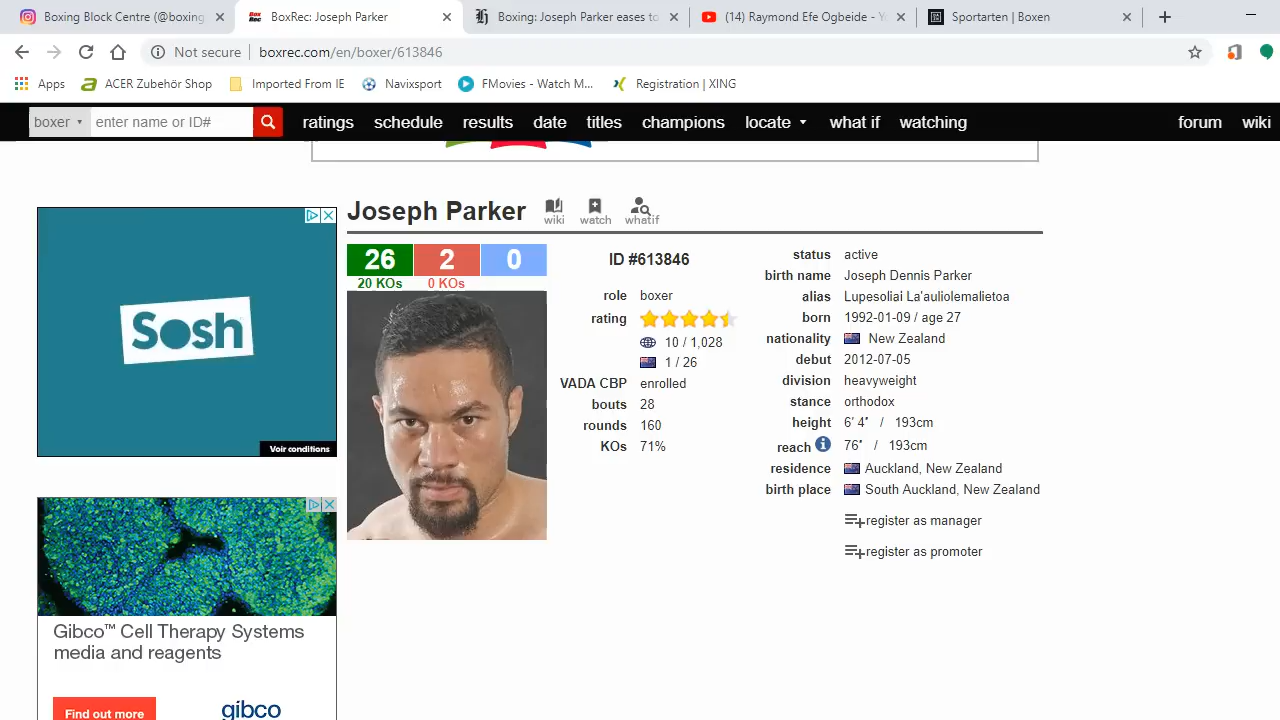 Boxing Block Centre (@boxing
BoxRec: Joseph Parker
Boxing: Joseph Parker eases to
(14) Raymond Efe Ogbeide - Yo
Sportarten | Boxen
Not secure boxrec.com/en/boxer/613846
Apps ACER Zubehör Shop Imported From IE Navixsport FMovies - Watch M... Registration | XING
boxer enter name or ID# ratings schedule results date titles champions locate what if watching forum wiki
Joseph Parker
wiki watch whatif
26 2 0
20 KOs 0 KOs
ID #613846
role boxer
rating
10 / 1,028
1 / 26
VADA CBP enrolled
bouts 28
rounds 160
KOs 71%
status active
birth name Joseph Dennis Parker
alias Lupesoliai La'auliolemalietoa
born 1992-01-09 / age 27
nationality New Zealand
debut 2012-07-05
division heavyweight
stance orthodox
height 6′ 4″ / 193cm
reach 76″ / 193cm
residence Auckland, New Zealand
birth place South Auckland, New Zealand
register as manager
register as promoter
Sosh
Voir conditions
Gibco™ Cell Therapy Systems
media and reagents
Find out more
gibco